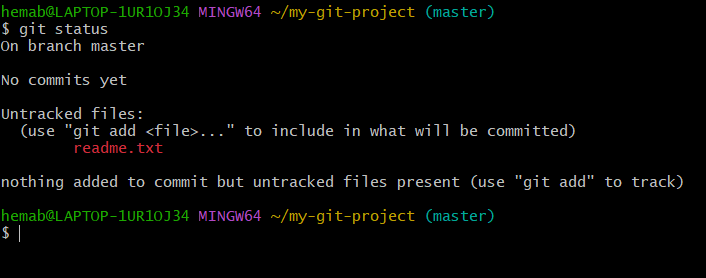 hemab@LAPTOP-1UR1OJ34 MINGW64 ~/my-git-project (master)
$ git status
On branch master
No commits yet
Untracked files:
  (use "git add <file>..." to include in what will be committed)
        readme.txt
nothing added to commit but untracked files present (use "git add" to track)
hemab@LAPTOP-1UR1OJ34 MINGW64 ~/my-git-project (master)
$